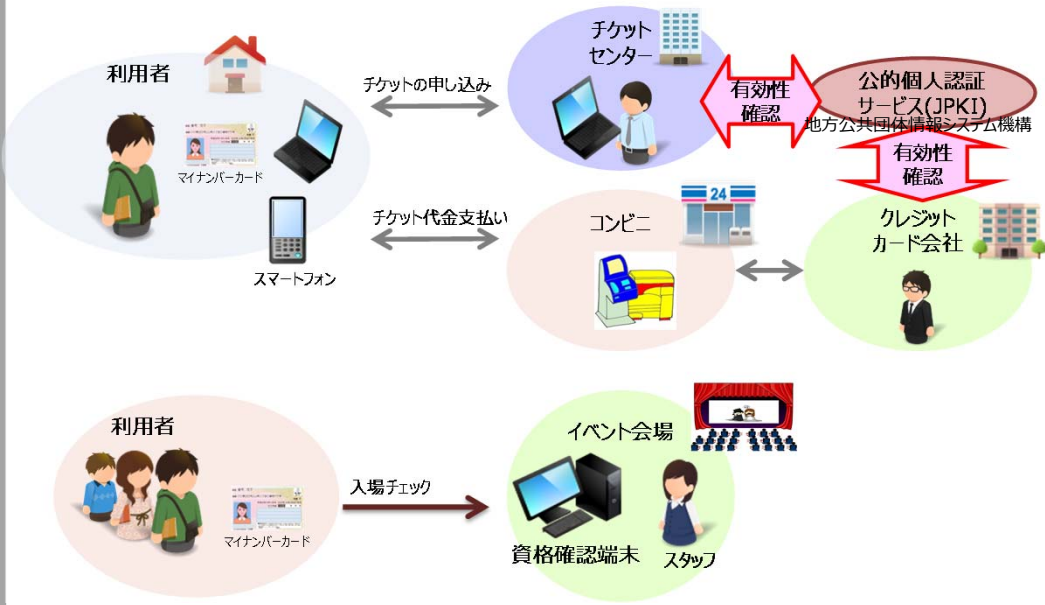 利用者
マイナンバーカード
スマートフォン
チケットの申し込み
チケット代金支払い
チケット
センター
有効性
確認
公的個人認証
サービス(JPKI)
地方公共団体情報システム機構
有効性
確認
コンビニ
24
クレジット
カード会社
利用者
マイナンバーカード
入場チェック
イベント会場
資格確認端末
スタッフ